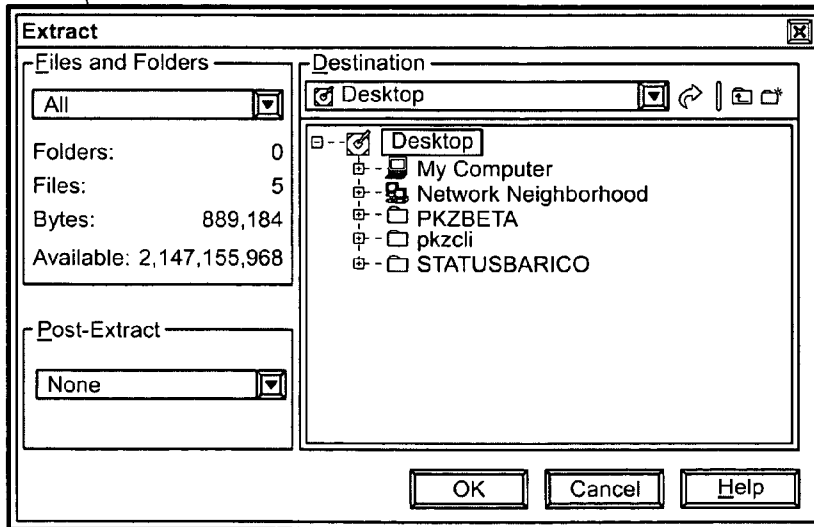 Extract
Files and Folders
All
Folders: 0
Files: 5
Bytes: 889,184
Available: 2,147,155,968
Post-Extract
None
Destination
Desktop
Desktop
My Computer
Network Neighborhood
PKZBETA
pkzcli
STATUSBARICO
OK
Cancel
Help